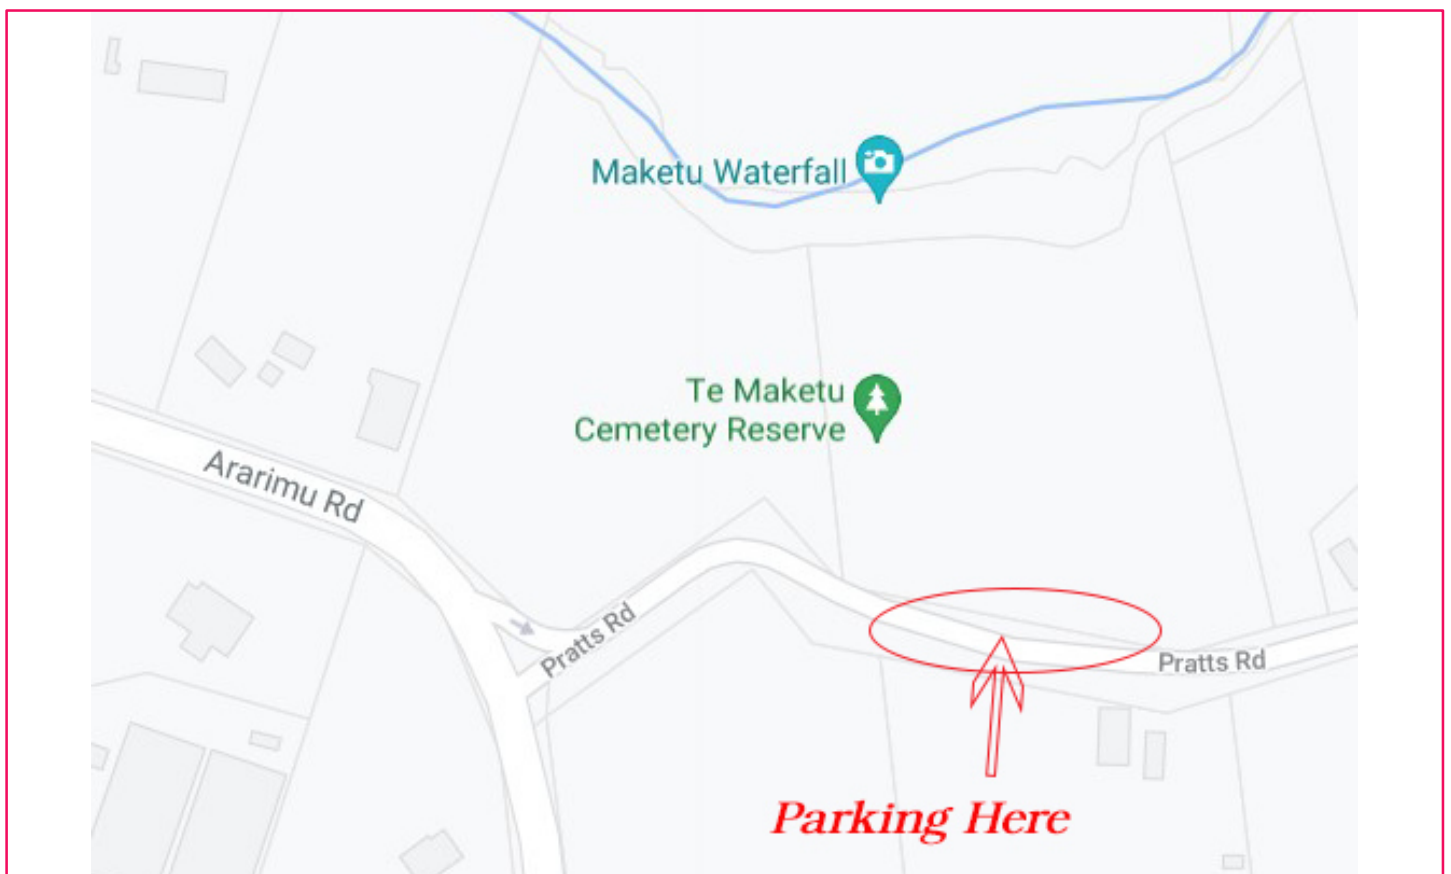 Maketu Waterfall
Te Maketu
Cemetery Reserve
Ararimu Rd
Pratts Rd
Pratts Rd
Parking Here